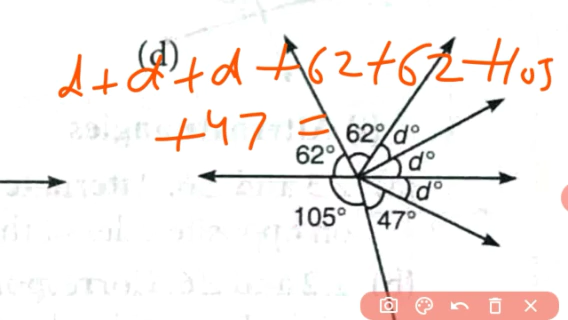 (d)
d + d + d + 62 + 62 + 105
+ 47 =
62° d°
62° d°
d°
105° 47°